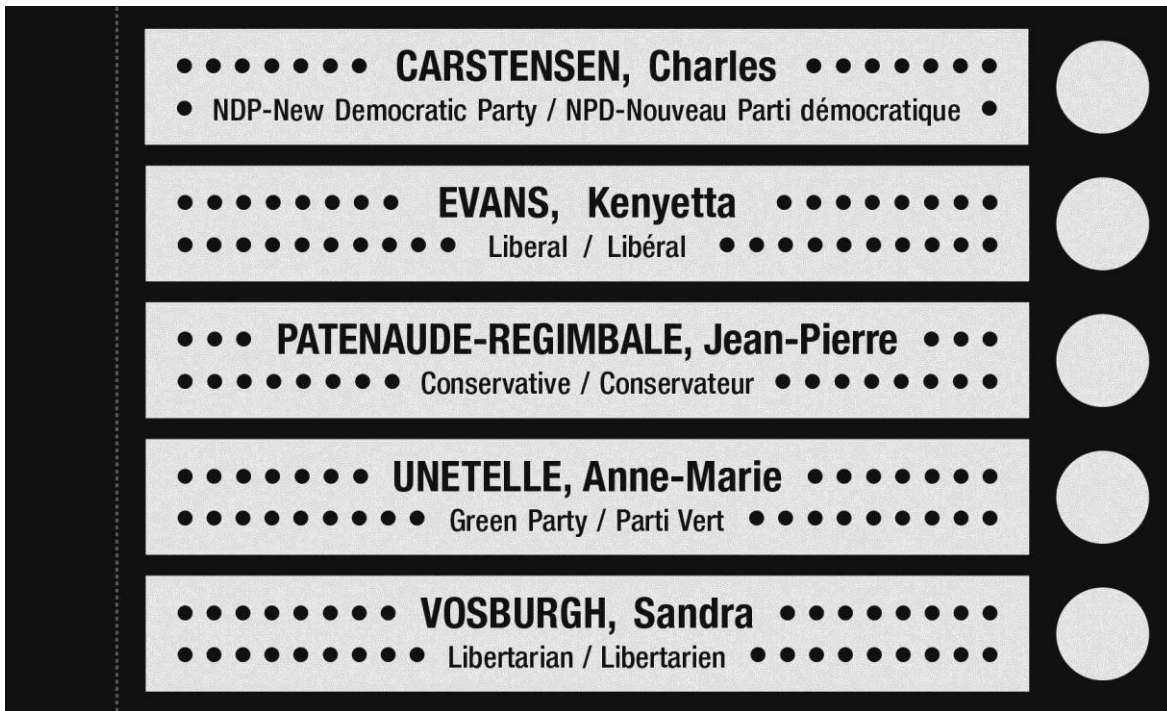 CARSTENSEN, Charles
NDP-New Democratic Party / NPD-Nouveau Parti démocratique
EVANS, Kenyetta
Liberal / Libéral
PATENAUDE-REGIMBALE, Jean-Pierre
Conservative / Conservateur
UNETELLE, Anne-Marie
Green Party / Parti Vert
VOSBURGH, Sandra
Libertarian / Libertarien